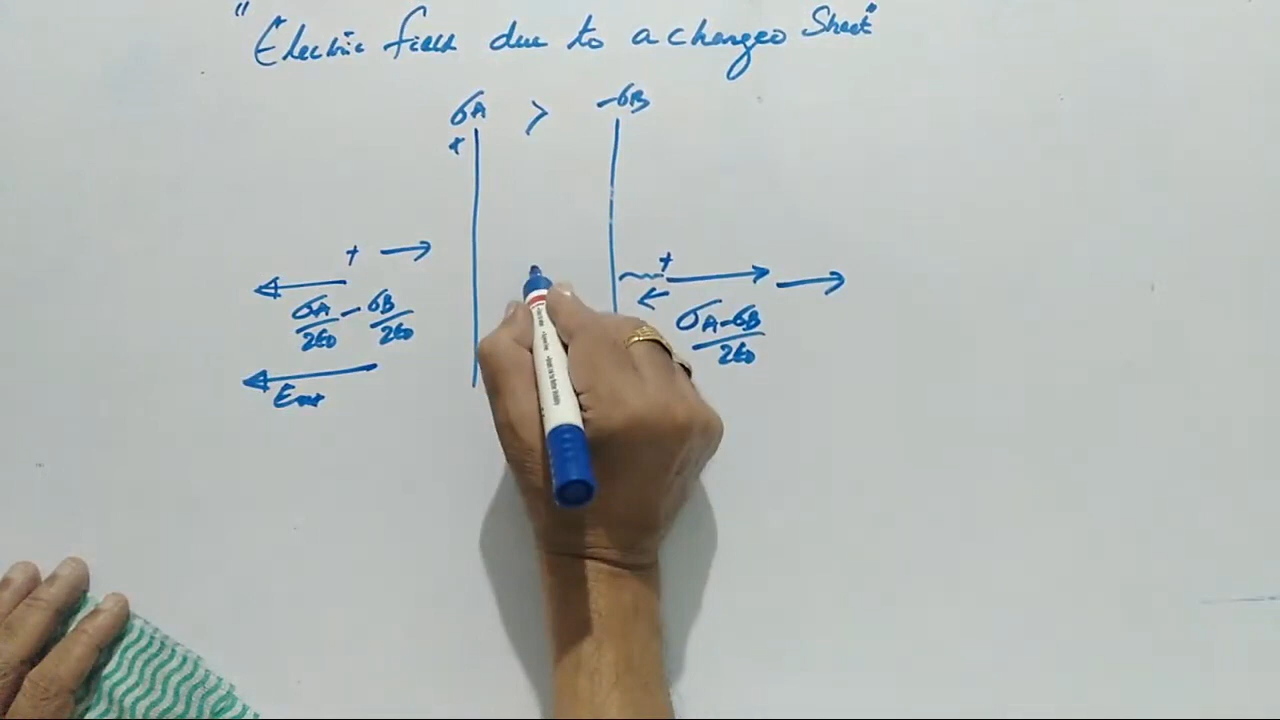 "Electric field due to a charged Sheet"
σA > -σB
+
+ → ←
σA/2ε0 - σB/2ε0
Enet
+
σA-σB/2ε0